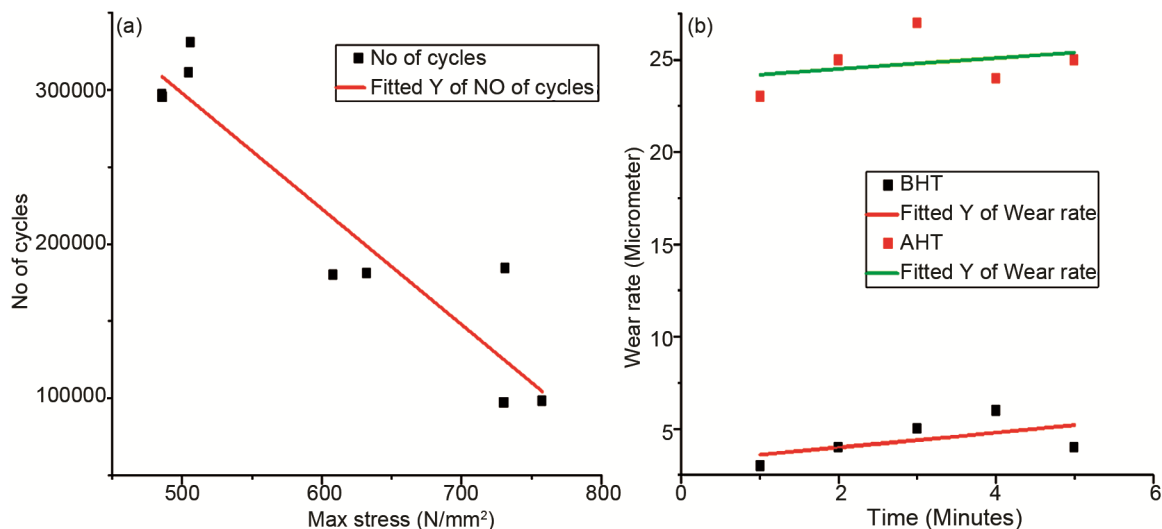 (a)
No of cycles
Fitted Y of NO of cycles
300000
200000
100000
No of cycles
500
600
700
800
Max stress (N/mm²)
(b)
25
20
15
10
5
Wear rate (Micrometer)
BHT
Fitted Y of Wear rate
AHT
Fitted Y of Wear rate
0
2
4
6
Time (Minutes)